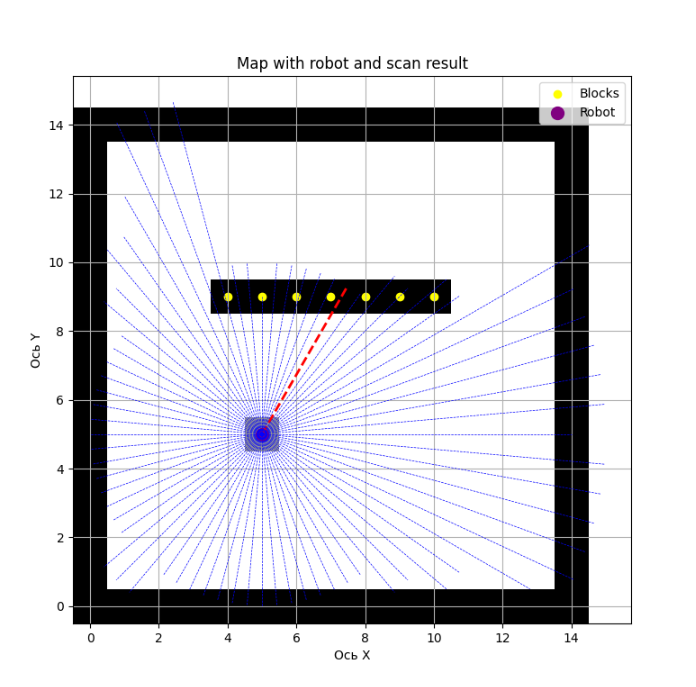 Map with robot and scan result
Blocks
Robot
Ось Y
14
12
10
8
6
4
2
0
0 2 4 6 8 10 12 14
Ось X